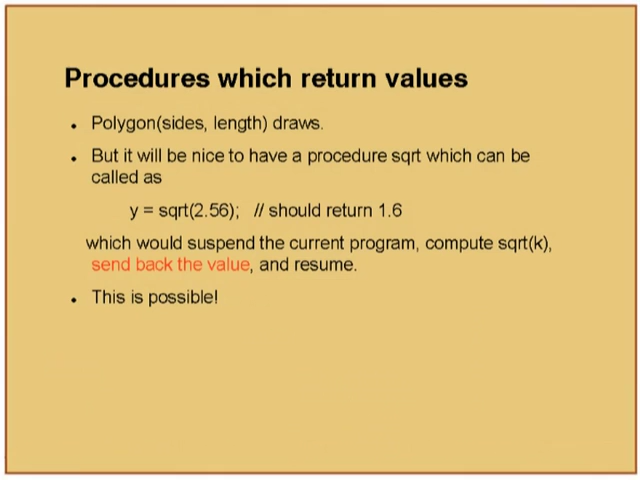 Procedures which return values
• Polygon(sides, length) draws.
• But it will be nice to have a procedure sqrt which can be
called as
y = sqrt(2.56); // should return 1.6
which would suspend the current program, compute sqrt(k),
send back the value, and resume.
• This is possible!